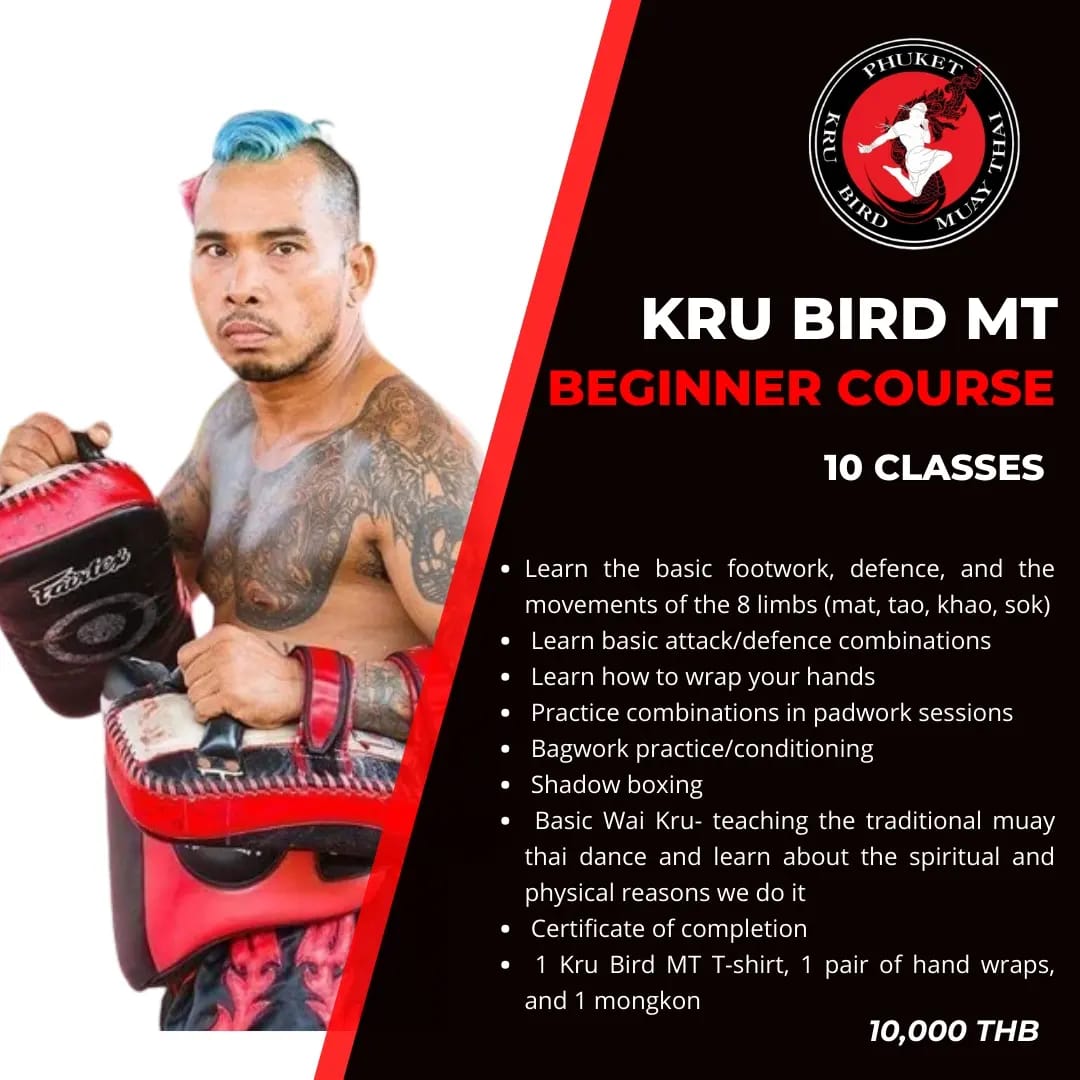 PHUKET
KRU BIRD MUAY THAI
KRU BIRD MT
BEGINNER COURSE
10 CLASSES
• Learn the basic footwork, defence, and the
movements of the 8 limbs (mat, tao, khao, sok)
• Learn basic attack/defence combinations
• Learn how to wrap your hands
• Practice combinations in padwork sessions
• Bagwork practice/conditioning
• Shadow boxing
• Basic Wai Kru- teaching the traditional muay
thai dance and learn about the spiritual and
physical reasons we do it
• Certificate of completion
• 1 Kru Bird MT T-shirt, 1 pair of hand wraps,
and 1 mongkon
10,000 THB
Fairtex